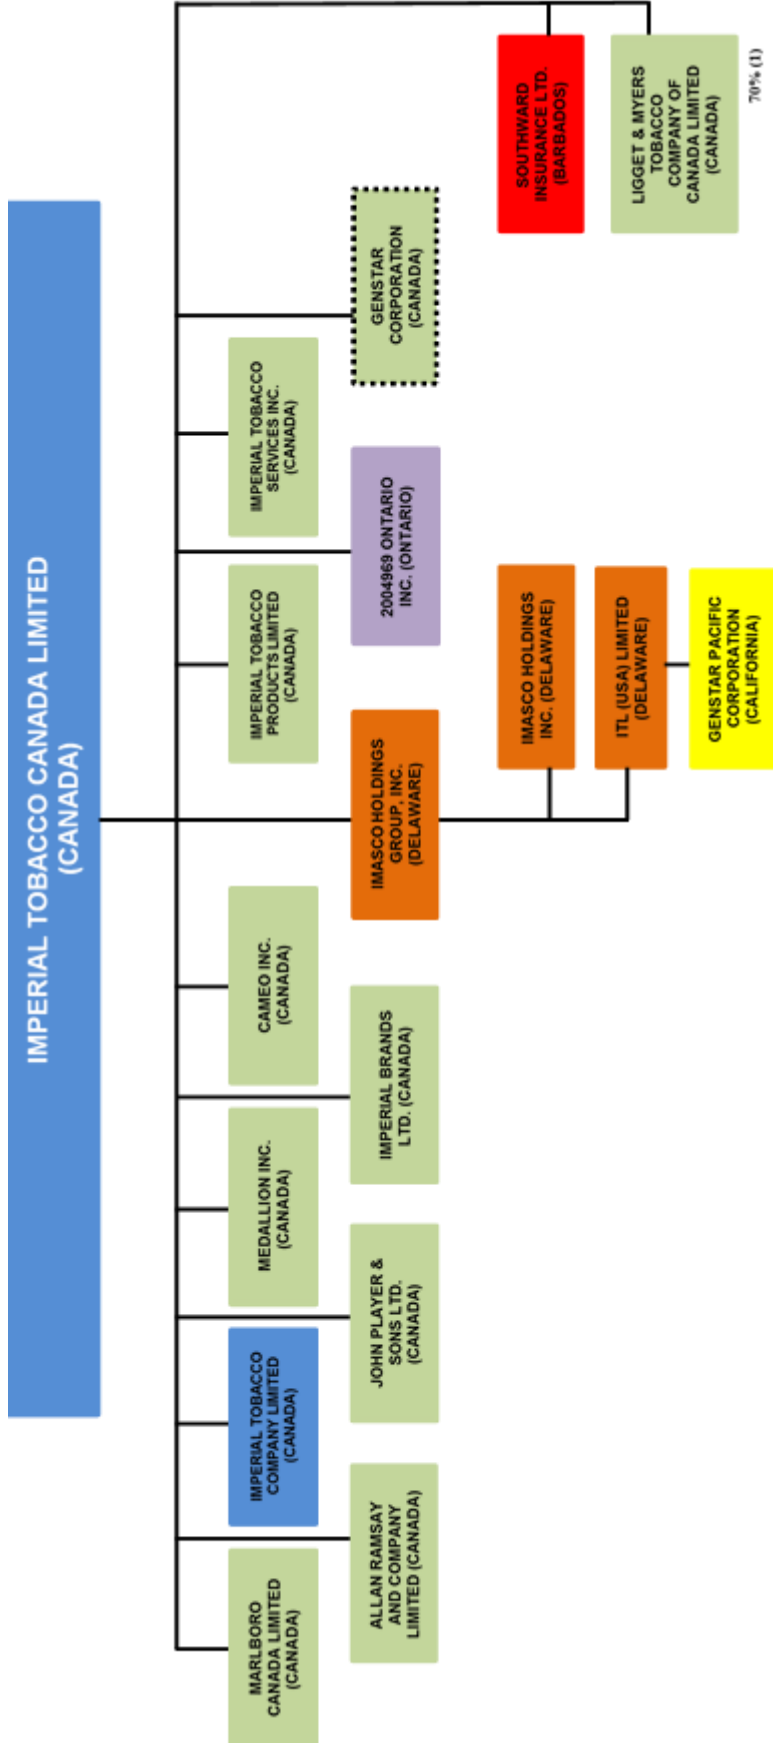 IMPERIAL TOBACCO CANADA LIMITED
(CANADA)
MARLBORO
CANADA LIMITED
(CANADA)
IMPERIAL TOBACCO
COMPANY LIMITED
(CANADA)
MEDALLION INC.
(CANADA)
CAMEO INC.
(CANADA)
IMPERIAL TOBACCO
PRODUCTS LIMITED
(CANADA)
IMPERIAL TOBACCO
SERVICES INC.
(CANADA)
ALLAN RAMSAY
AND COMPANY
LIMITED (CANADA)
JOHN PLAYER &
SONS LTD.
(CANADA)
IMPERIAL BRANDS
LTD. (CANADA)
IMASCO HOLDINGS
GROUP, INC.
(DELAWARE)
2004969 ONTARIO
INC. (ONTARIO)
GENSTAR
CORPORATION
(CANADA)
IMASCO HOLDINGS
INC. (DELAWARE)
ITL (USA) LIMITED
(DELAWARE)
GENSTAR PACIFIC
CORPORATION
(CALIFORNIA)
SOUTHWARD
INSURANCE LTD.
(BARBADOS)
LIGGET & MYERS
TOBACCO
COMPANY OF
CANADA LIMITED
(CANADA)
70% (1)